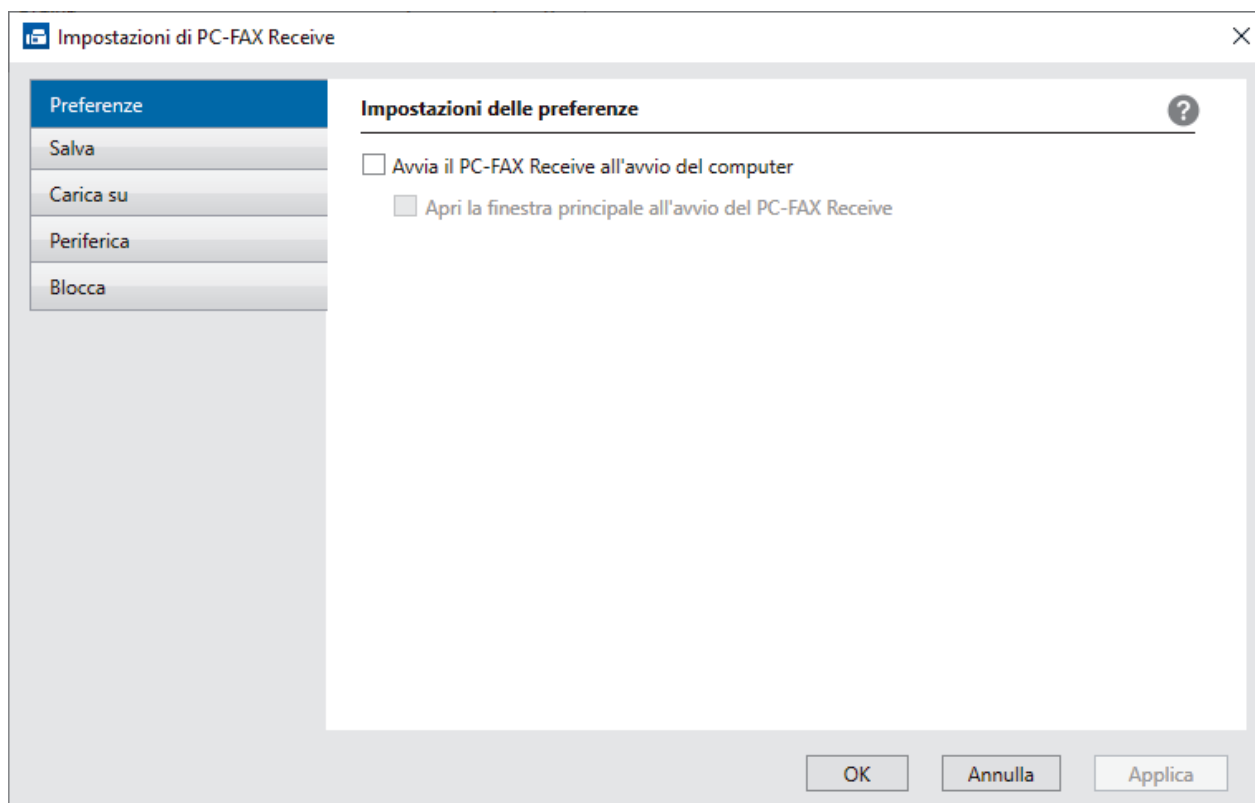 Impostazioni di PC-FAX Receive
Preferenze
Salva
Carica su
Periferica
Blocca
Impostazioni delle preferenze
?
Avvia il PC-FAX Receive all'avvio del computer
Apri la finestra principale all'avvio del PC-FAX Receive
OK
Annulla
Applica